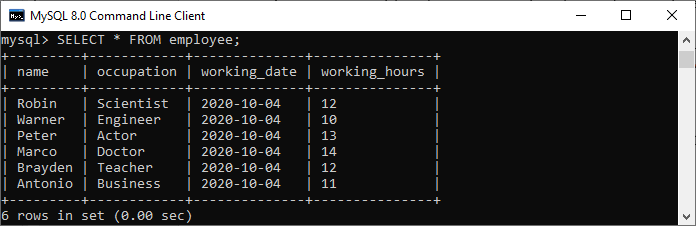 MySQL 8.0 Command Line Client
mysql> SELECT * FROM employee;
+---------+------------+--------------+---------------+
| name    | occupation | working_date | working_hours |
+---------+------------+--------------+---------------+
| Robin   | Scientist  | 2020-10-04   | 12            |
| Warner  | Engineer   | 2020-10-04   | 10            |
| Peter   | Actor      | 2020-10-04   | 13            |
| Marco   | Doctor     | 2020-10-04   | 14            |
| Brayden | Teacher    | 2020-10-04   | 12            |
| Antonio | Business   | 2020-10-04   | 11            |
+---------+------------+--------------+---------------+
6 rows in set (0.00 sec)